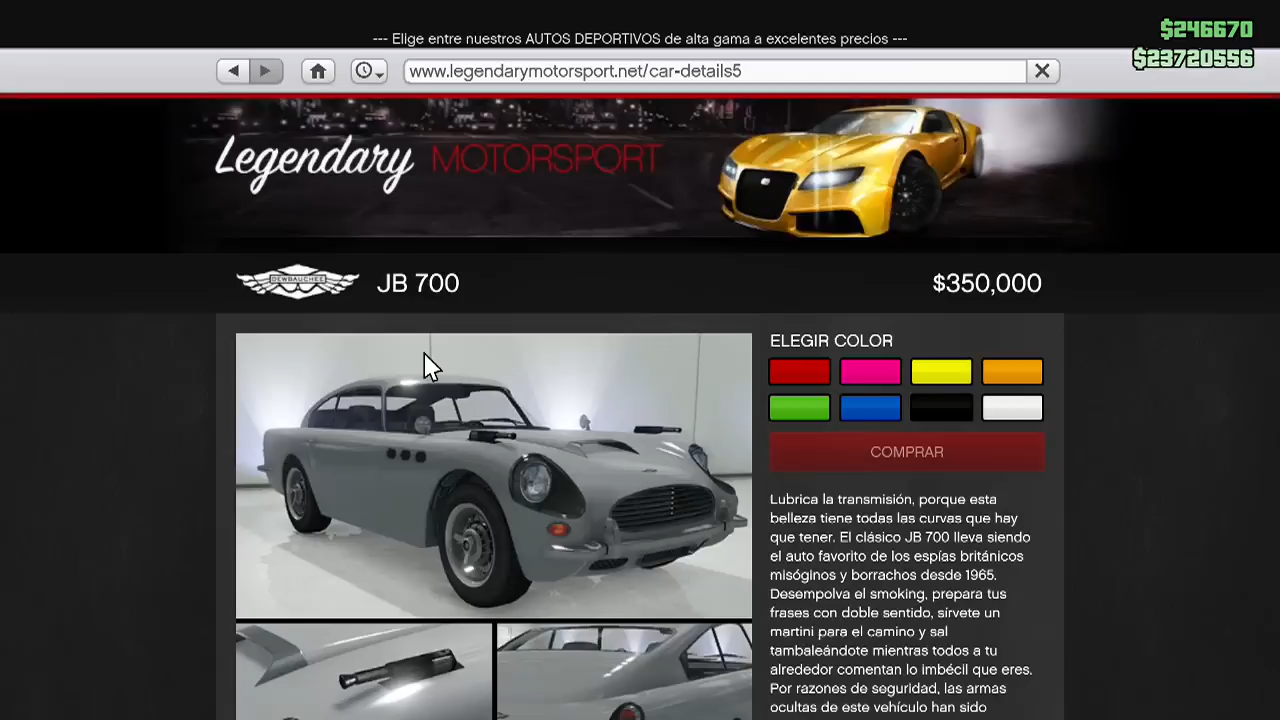 --- Elige entre nuestros AUTOS DEPORTIVOS de alta gama a excelentes precios ---
$246670
$23720556
www.legendarymotorsport.net/car-details5
Legendary MOTORSPORT
DEWBAUCHEE
JB 700
$350,000
ELEGIR COLOR
COMPRAR
Lubrica la transmisión, porque esta
belleza tiene todas las curvas que hay
que tener. El clásico JB 700 lleva siendo
el auto favorito de los espías británicos
misóginos y borrachos desde 1965.
Desempolva el smoking, prepara tus
frases con doble sentido, sírvete un
martini para el camino y sal
tambaleándote mientras todos a tu
alrededor comentan lo imbécil que eres.
Por razones de seguridad, las armas
ocultas de este vehículo han sido